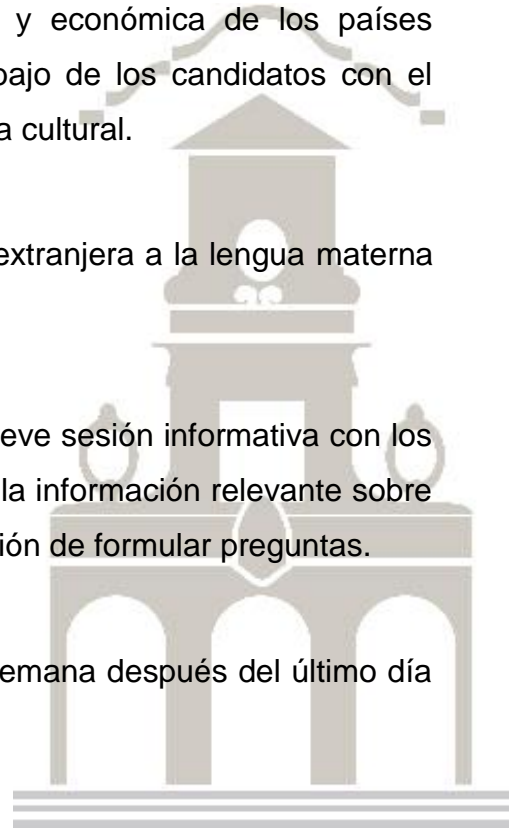 y económica de los países
bajo de los candidatos con el
a cultural.
extranjera a la lengua materna
eve sesión informativa con los
la información relevante sobre
ión de formular preguntas.
emana después del último día